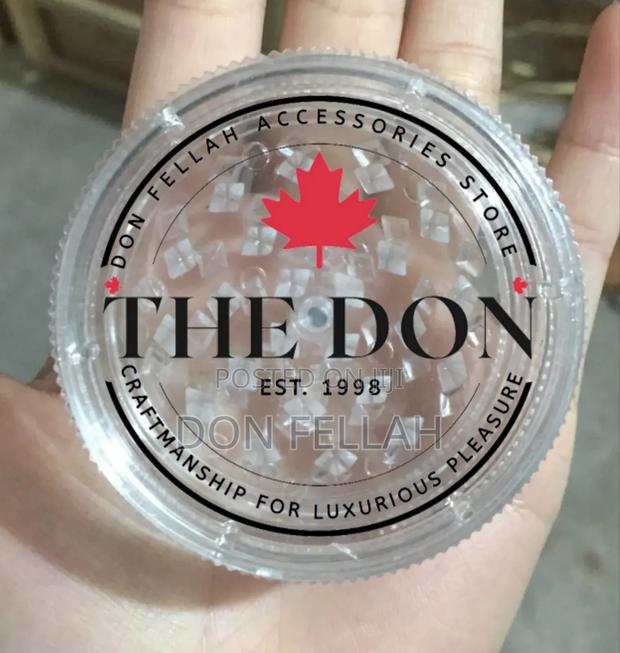 DON FELLAH ACCESSORIES STORE
THE DON
EST. 1998
POSTED ON JIJI
DON FELLAH
CRAFTMANSHIP FOR LUXURIOUS PLEASURE